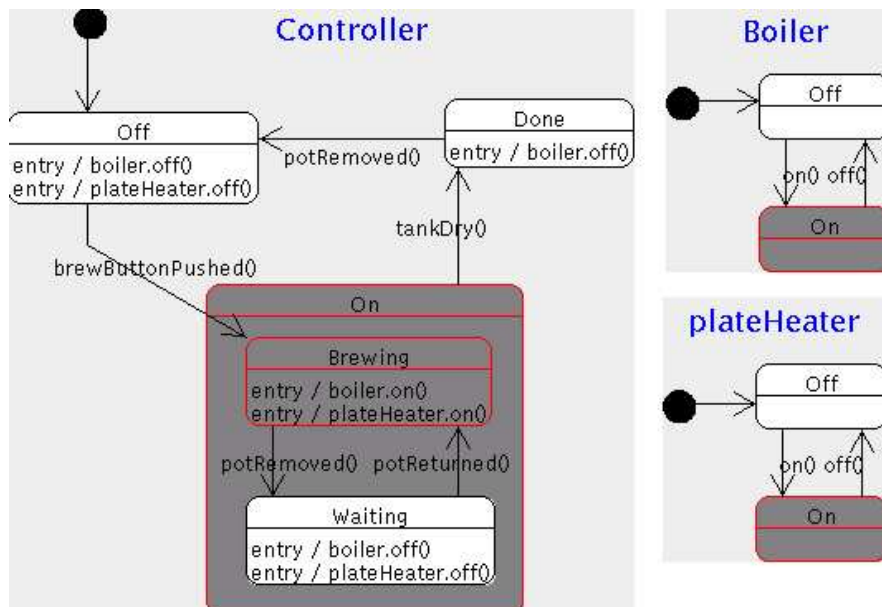 Controller
Off
entry / boiler.off()
entry / plateHeater.off()
Done
entry / boiler.off()
potRemoved()
tankDry()
brewButtonPushed()
On
Brewing
entry / boiler.on()
entry / plateHeater.on()
potRemoved()
potReturned()
Waiting
entry / boiler.off()
entry / plateHeater.off()
Boiler
Off
on() off()
On
plateHeater
Off
on() off()
On